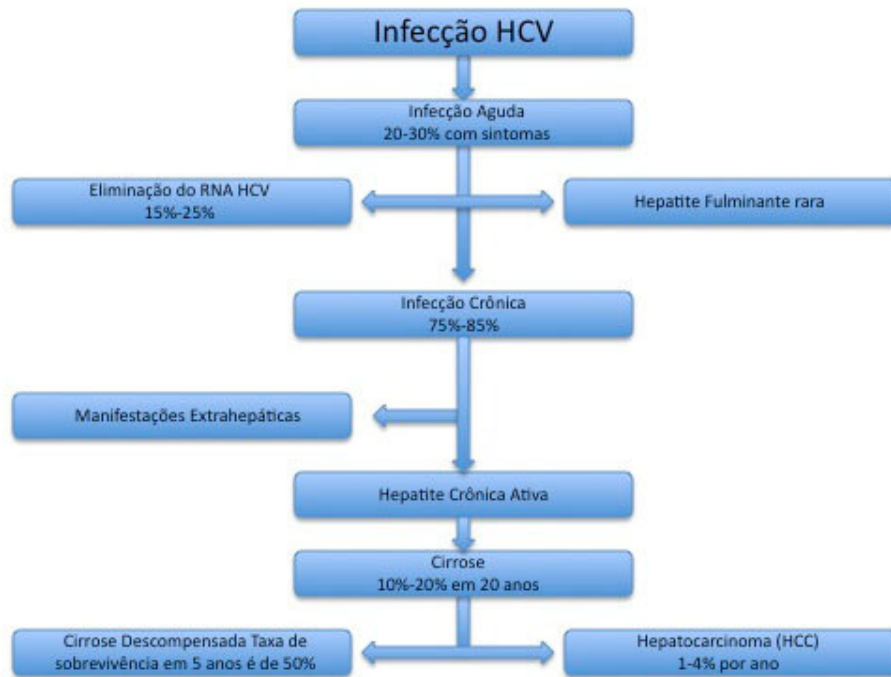 Infecção HCV
Infecção Aguda
20-30% com sintomas
Eliminação do RNA HCV
15%-25%
Hepatite Fulminante rara
Infecção Crônica
75%-85%
Manifestações Extrahepáticas
Hepatite Crônica Ativa
Cirrose
10%-20% em 20 anos
Cirrose Descompensada Taxa de
sobrevivência em 5 anos é de 50%
Hepatocarcinoma (HCC)
1-4% por ano